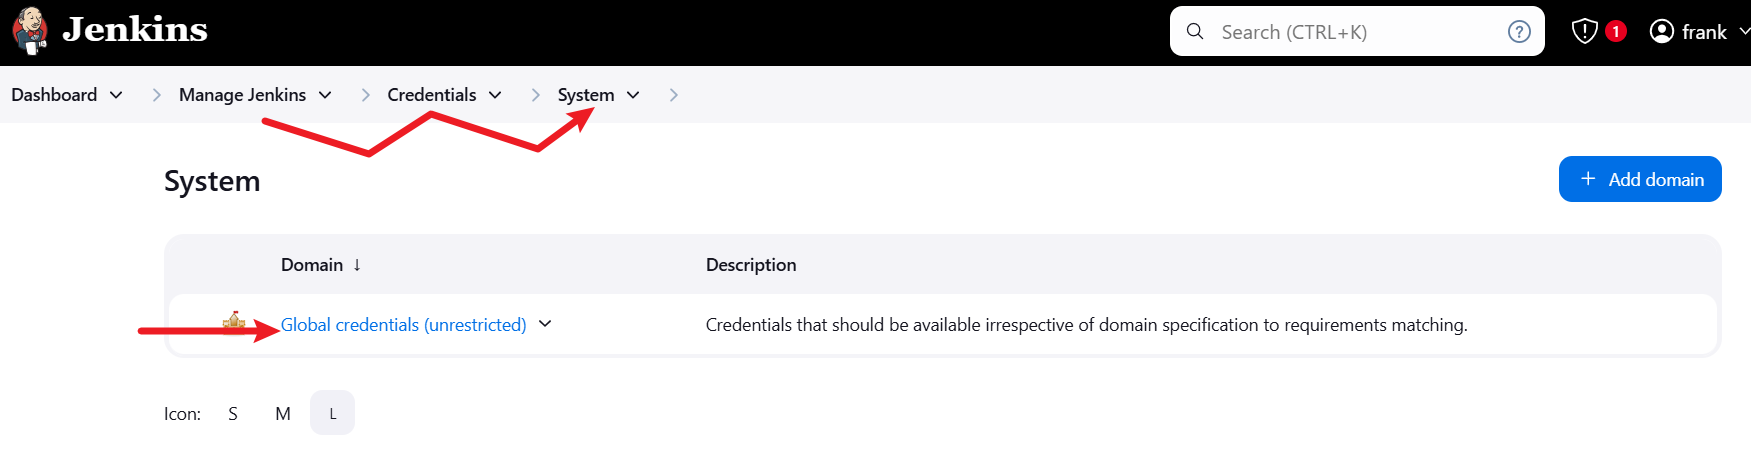 Jenkins
Search (CTRL+K)
?
1
frank
Dashboard
Manage Jenkins
Credentials
System
System
+ Add domain
Domain ↓
Description
Global credentials (unrestricted)
Credentials that should be available irrespective of domain specification to requirements matching.
Icon: S M L